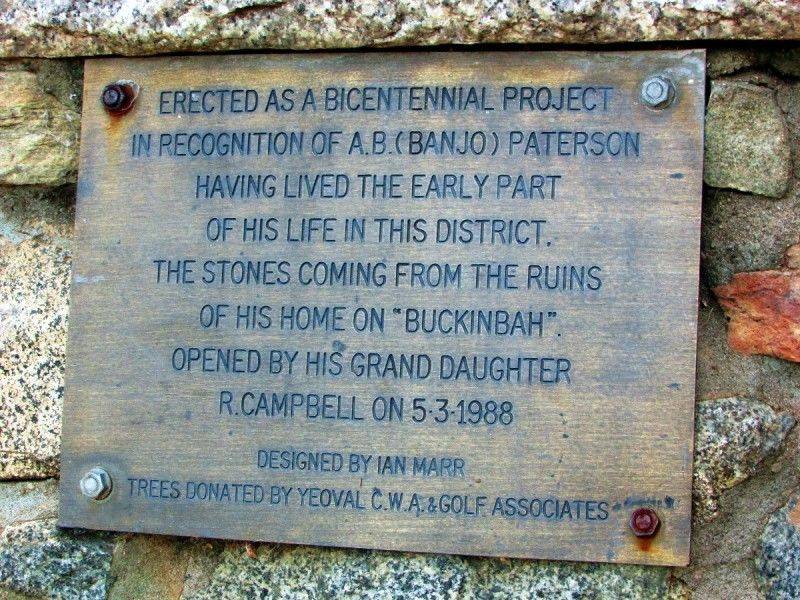 ERECTED AS A BICENTENNIAL PROJECT
IN RECOGNITION OF A.B.(BANJO) PATERSON
HAVING LIVED THE EARLY PART
OF HIS LIFE IN THIS DISTRICT.
THE STONES COMING FROM THE RUINS
OF HIS HOME ON "BUCKINBAH".
OPENED BY HIS GRAND DAUGHTER
R.CAMPBELL ON 5·3·1988
DESIGNED BY IAN MARR
TREES DONATED BY YEOVAL C.W.A.&GOLF ASSOCIATES